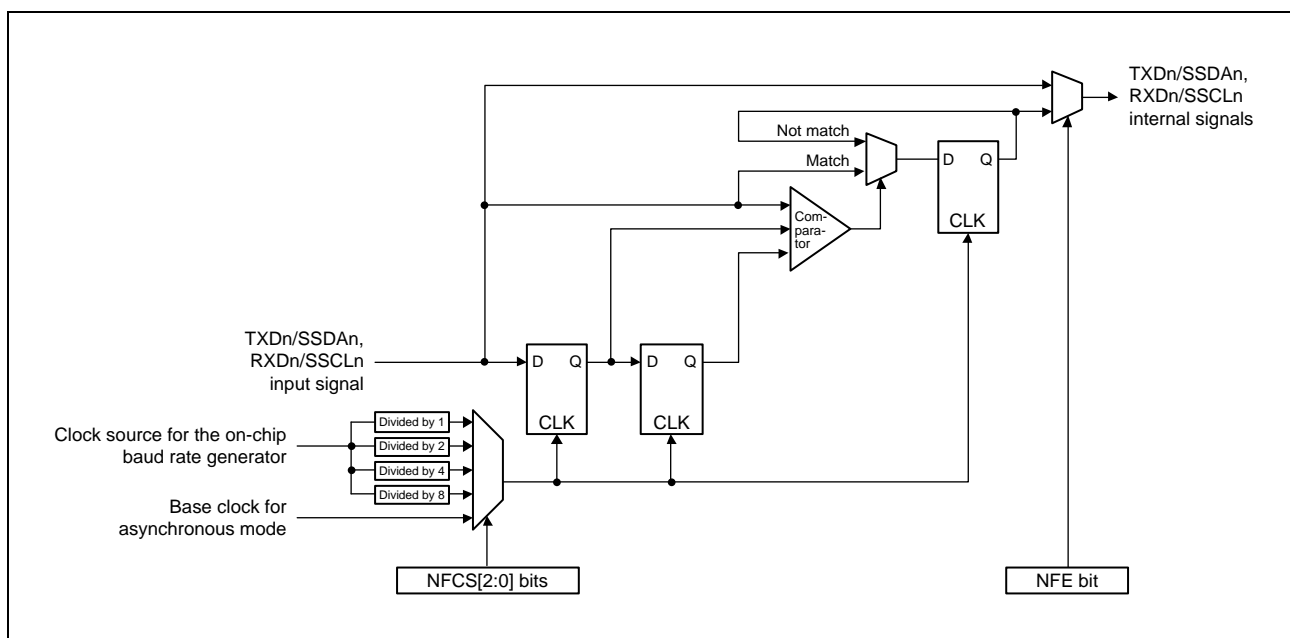 TXDn/SSDAn,
RXDn/SSCLn
internal signals
Not match
Match
D Q
CLK
Com-
para-
tor
TXDn/SSDAn,
RXDn/SSCLn
input signal
D Q
CLK
D Q
CLK
Clock source for the on-chip
baud rate generator
Divided by 1
Divided by 2
Divided by 4
Divided by 8
Base clock for
asynchronous mode
NFCS[2:0] bits
NFE bit